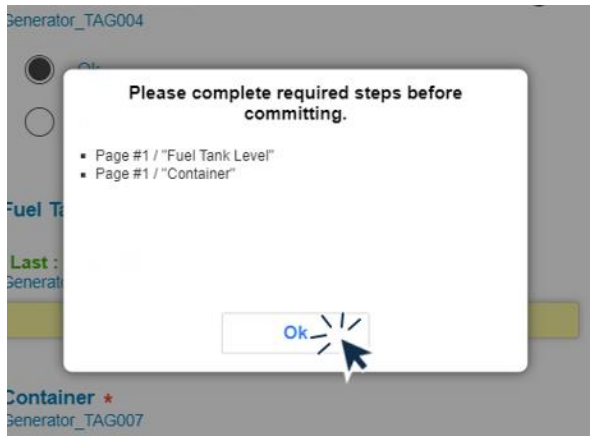 Generator_TAG004
Please complete required steps before
committing.
Page #1 / "Fuel Tank Level"
Page #1 / "Container"
Fuel
Last :
Ok
Container *
Generator_TAG007